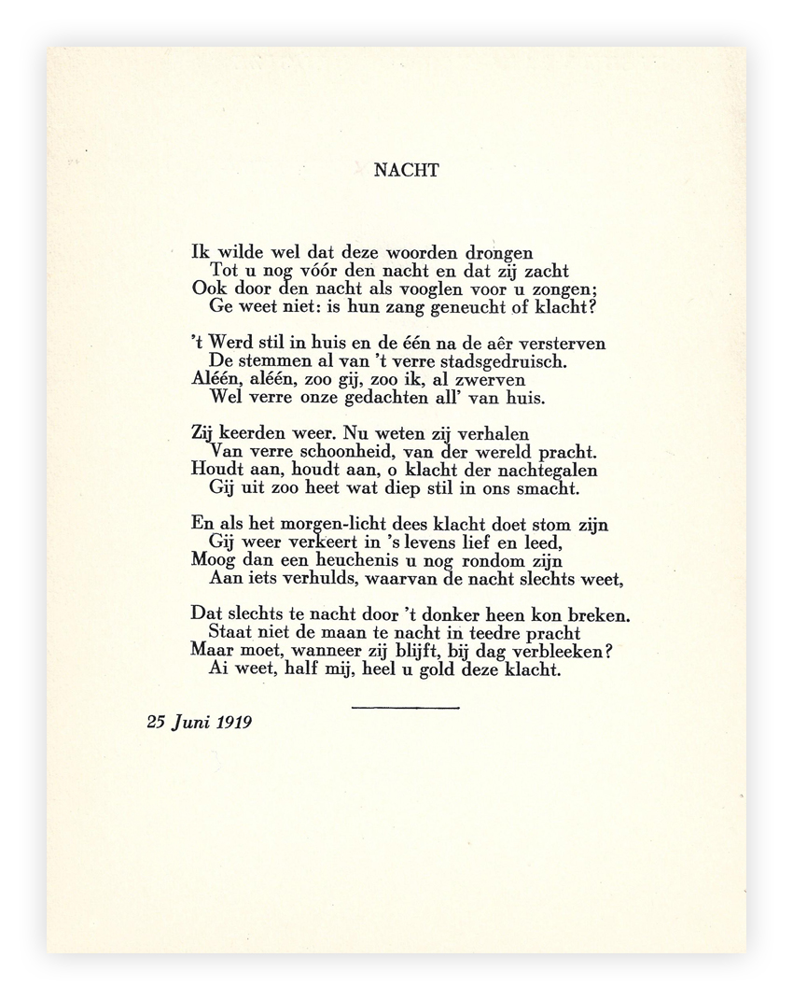 NACHT
Ik wilde wel dat deze woorden drongen
Tot u nog vóór den nacht en dat zij zacht
Ook door den nacht als vooglen voor u zongen;
Ge weet niet: is hun zang geneucht of klacht?
't Werd stil in huis en de één na de aêr versterven
De stemmen al van 't verre stadsgedruisch.
Aléén, aléén, zoo gij, zoo ik, al zwerven
Wel verre onze gedachten all' van huis.
Zij keerden weer. Nu weten zij verhalen
Van verre schoonheid, van der wereld pracht.
Houdt aan, houdt aan, o klacht der nachtegalen
Gij uit zoo heet wat diep stil in ons smacht.
En als het morgen-licht dees klacht doet stom zijn
Gij weer verkeert in 's levens lief en leed,
Moog dan een heuchenis u nog rondom zijn
Aan iets verhulds, waarvan de nacht slechts weet,
Dat slechts te nacht door 't donker heen kon breken.
Staat niet de maan te nacht in teedre pracht
Maar moet, wanneer zij blijft, bij dag verbleeken?
Ai weet, half mij, heel u gold deze klacht.
25 Juni 1919